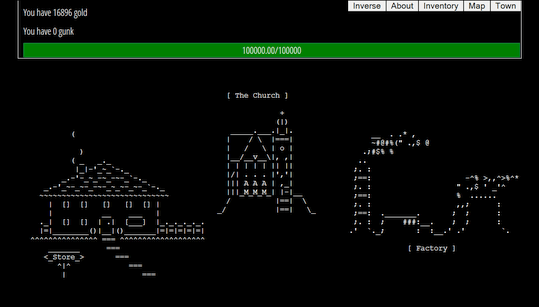 Inverse About Inventory Map Town
You have 16896 gold
You have 0 gunk
100000.00/100000
[ The Church ]
<_Store_>
[ Factory ]